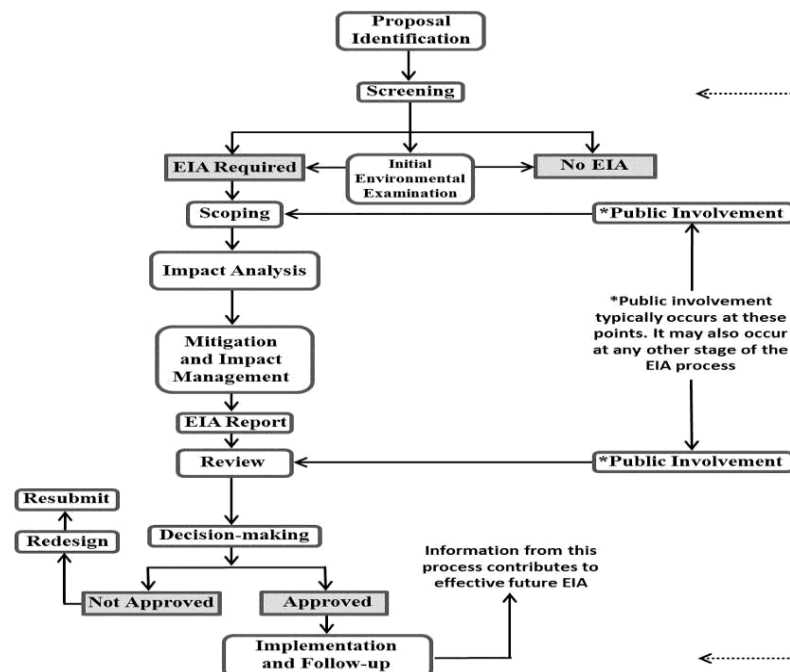 Proposal
Identification
Screening
EIA Required
Initial
Environmental
Examination
No EIA
Scoping
*Public Involvement
Impact Analysis
*Public involvement
typically occurs at these
points. It may also occur
at any other stage of the
EIA process
Mitigation
and Impact
Management
EIA Report
Review
*Public Involvement
Resubmit
Redesign
Decision-making
Information from this
process contributes to
effective future EIA
Not Approved
Approved
Implementation
and Follow-up